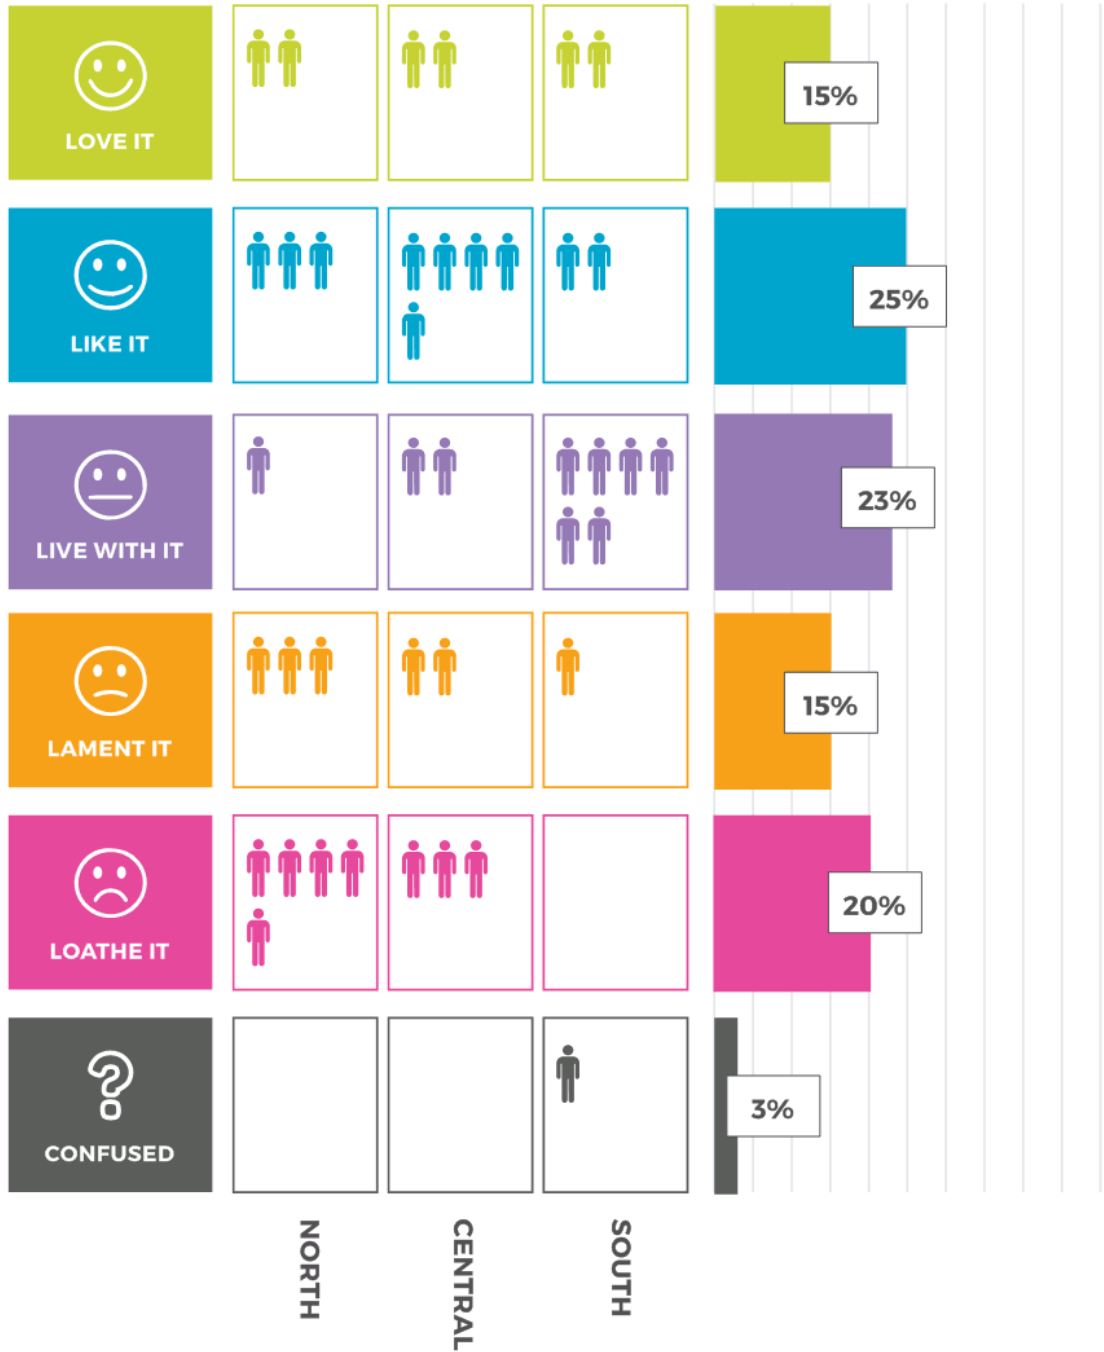 LOVE IT
15%
LIKE IT
25%
LIVE WITH IT
23%
LAMENT IT
15%
LOATHE IT
20%
?
CONFUSED
3%
NORTH
CENTRAL
SOUTH